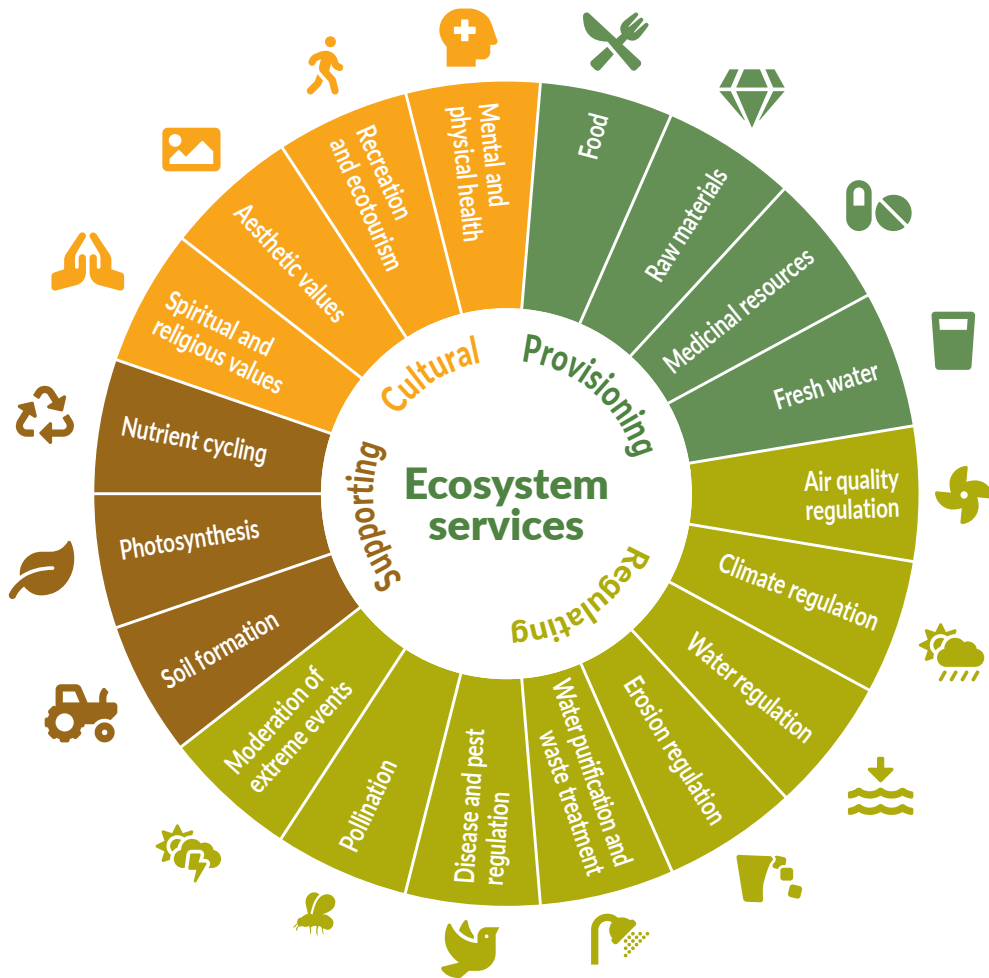 Ecosystem
services
Provisioning
Food
Raw materials
Medicinal resources
Fresh water
Regulating
Air quality
regulation
Climate regulation
Water regulation
Erosion regulation
Water purification and
waste treatment
Disease and pest
regulation
Pollination
Moderation of
extreme events
Supporting
Soil formation
Photosynthesis
Nutrient cycling
Cultural
Spiritual and
religious values
Aesthetic values
Recreation
and ecotourism
Mental and
physical health